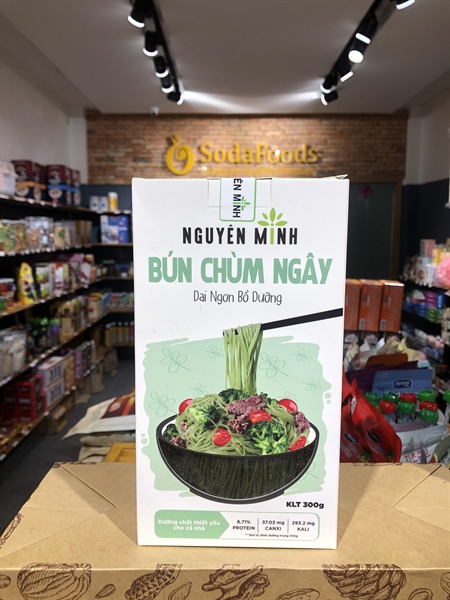 SodaFoods
YÊN MINH
NGUYÊN MINH
BÚN CHÙM NGÂY
Dai Ngon Bổ Dưỡng
KLT 300g
Dưỡng chất thiết yếu
cho cả nhà
6.71%
PROTEIN
37.03 mg
CANXI
293.2 mg
KALI